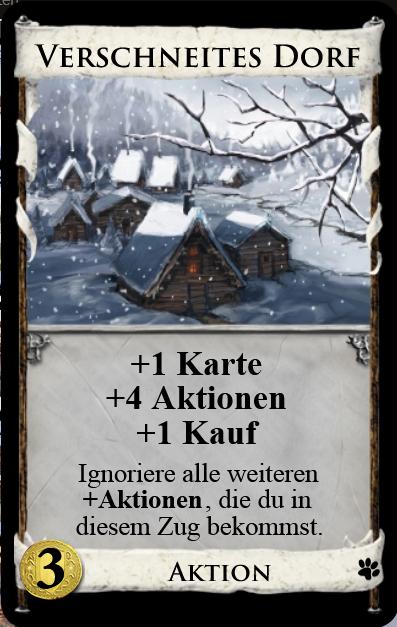 VERSCHNEITES DORF
+1 Karte
+4 Aktionen
+1 Kauf
Ignoriere alle weiteren
+Aktionen, die du in
diesem Zug bekommst.
3
AKTION